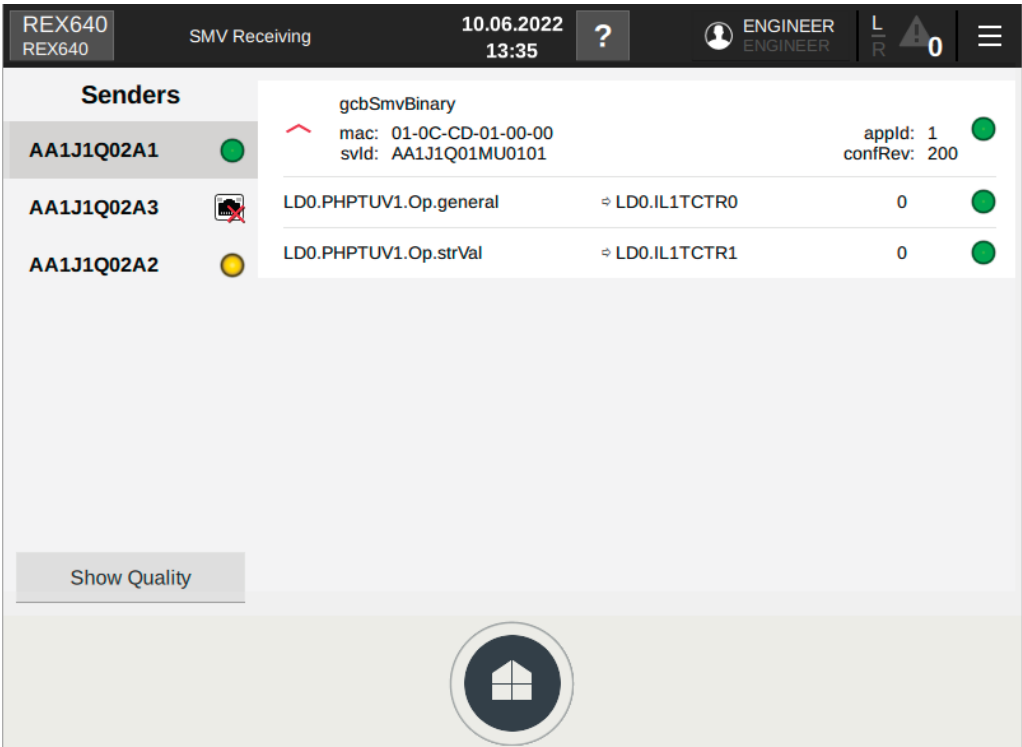 REX640
REX640
SMV Receiving
10.06.2022
13:35
?
ENGINEER
ENGINEER
L
R
0
Senders
AA1J1Q02A1
AA1J1Q02A3
AA1J1Q02A2
gcbSmvBinary
mac: 01-0C-CD-01-00-00
svId: AA1J1Q01MU0101
appId: 1
confRev: 200
LD0.PHPTUV1.Op.general ⇨ LD0.IL1TCTR0 0
LD0.PHPTUV1.Op.strVal ⇨ LD0.IL1TCTR1 0
Show Quality